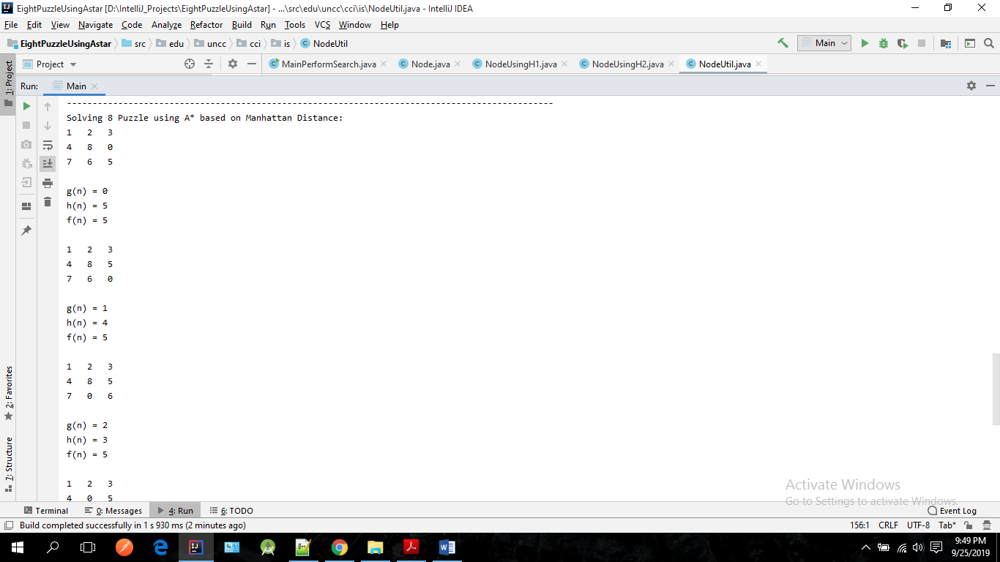 EightPuzzleUsingAstar [D:\IntelliJ_Projects\EightPuzzleUsingAstar] - ...\src\edu\uncc\cci\is\NodeUtil.java - IntelliJ IDEA
File Edit View Navigate Code Analyze Refactor Build Run Tools VCS Window Help
EightPuzzleUsingAstar src edu uncc cci is NodeUtil Main
Project MainPerformSearch.java Node.java NodeUsingH1.java NodeUsingH2.java NodeUtil.java
1: Project
Run: Main
-----------------------------------------------------------------------------------------------
Solving 8 Puzzle using A* based on Manhattan Distance:
1 2 3
4 8 0
7 6 5
g(n) = 0
h(n) = 5
f(n) = 5
1 2 3
4 8 5
7 6 0
g(n) = 1
h(n) = 4
f(n) = 5
1 2 3
4 8 5
7 0 6
g(n) = 2
h(n) = 3
f(n) = 5
1 2 3
4 0 5
2: Favorites
7: Structure
Activate Windows
Go to Settings to activate Windows.
Terminal 0: Messages 4: Run 6: TODO Event Log
Build completed successfully in 1 s 930 ms (2 minutes ago) 156:1 CRLF UTF-8 Tab*
9:49 PM
9/25/2019